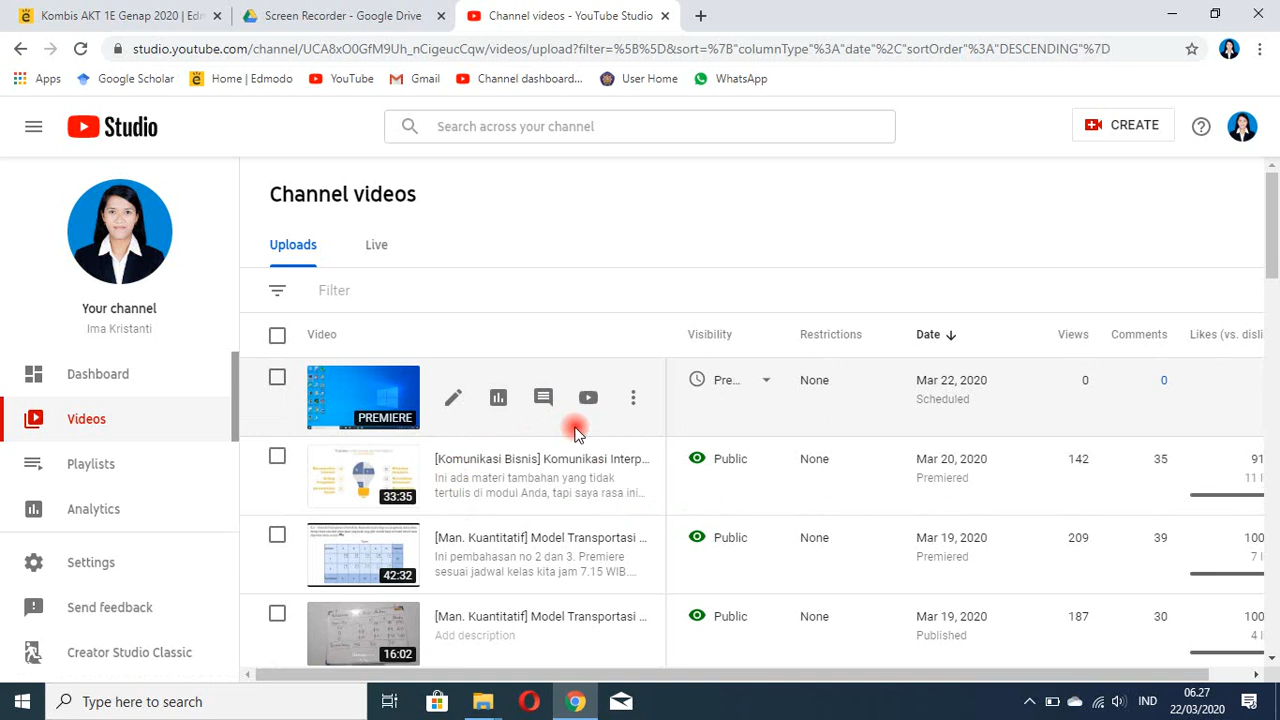 Kombis AKT 1E Genap 2020 | Ed
Screen Recorder - Google Drive
Channel videos - YouTube Studio
studio.youtube.com/channel/UCA8xO0GfM9Uh_nCigeucCqw/videos/upload?filter=%5B%5D&sort=%7B"columnType"%3A"date"%2C"sortOrder"%3A"DESCENDING"%7D
Apps Google Scholar Home | Edmodo YouTube Gmail Channel dashboard... User Home WhatsApp
Studio
Search across your channel
CREATE
Your channel
Ima Kristanti
Dashboard
Videos
Playlists
Analytics
Settings
Send feedback
Creator Studio Classic
Channel videos
Uploads Live
Filter
Video Visibility Restrictions Date Views Comments Likes (vs. disli
PREMIERE
Pre... None Mar 22, 2020 0 0
Scheduled
[Komunikasi Bisnis] Komunikasi Interp... Public None Mar 20, 2020 142 35 91
Ini ada materi tambahan yang tidak Premiered 11 l
tertulis di modul Anda, tapi saya rasa ini...
33:35
[Man. Kuantitatif] Model Transportasi ... Public None Mar 19, 2020 209 39 100
Ini pembahasan no 2 dan 3. Premiere Premiered 7 l
sesuai jadwal kelas kita jam 7.15 WIB....
42:32
[Man. Kuantitatif] Model Transportasi ... Public None Mar 19, 2020 187 30 100
Add description Published 4 l
16:02
Type here to search
IND
06.27
22/03/2020